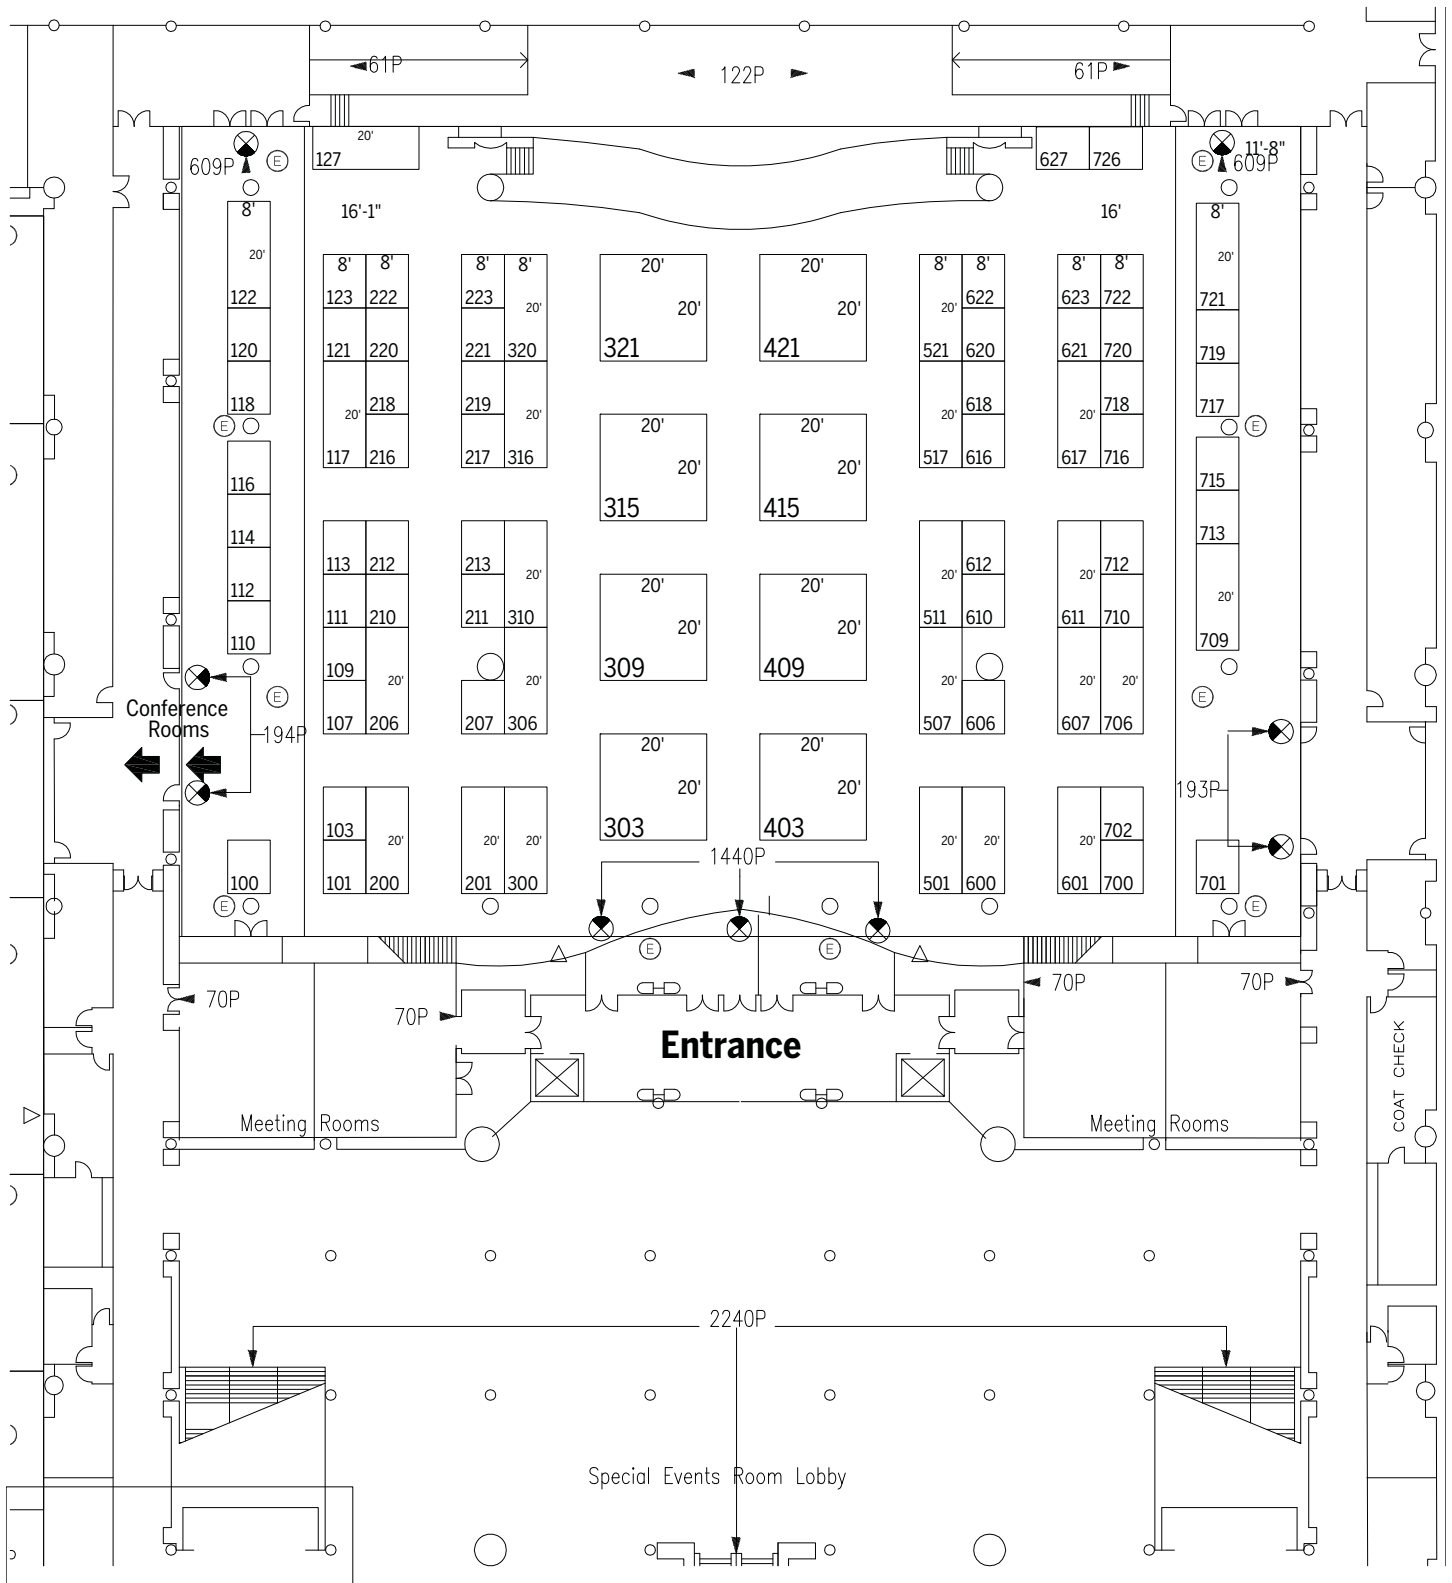 61P
122P
61P
20'
127
627 726
11'-8"
609P
E
E
609P
8'
16'-1"
16'
8'
20'
20'
8' 8' 8' 8' 20' 20' 8' 8' 8' 8'
122 123 222 223 20' 20' 20' 20' 622 623 722 721
120 121 220 221 320 321 421 521 620 621 720 719
118 20' 218 219 20' 20' 20' 20' 618 20' 718 717
E
E
117 216 217 316 20' 20' 517 616 617 716
116 715
315 415
114 113 212 213 20' 20' 612 20' 712 713
112 111 210 211 310 20' 20' 511 610 611 710 20'
110 20' 20' 709
109 20' 20' 309 409 20' 20' 20'
E
E
Conference
Rooms
107 206 207 306 507 606 607 706
194P
20' 20'
193P
20' 20'
103 20' 20' 20' 303 403 20' 20' 20' 702
1440P
100 101 200 201 300 501 600 601 700 701
E
E
E
E
70P
70P
70P
70P
Entrance
COAT CHECK
Meeting Rooms
Meeting Rooms
2240P
Special Events Room Lobby